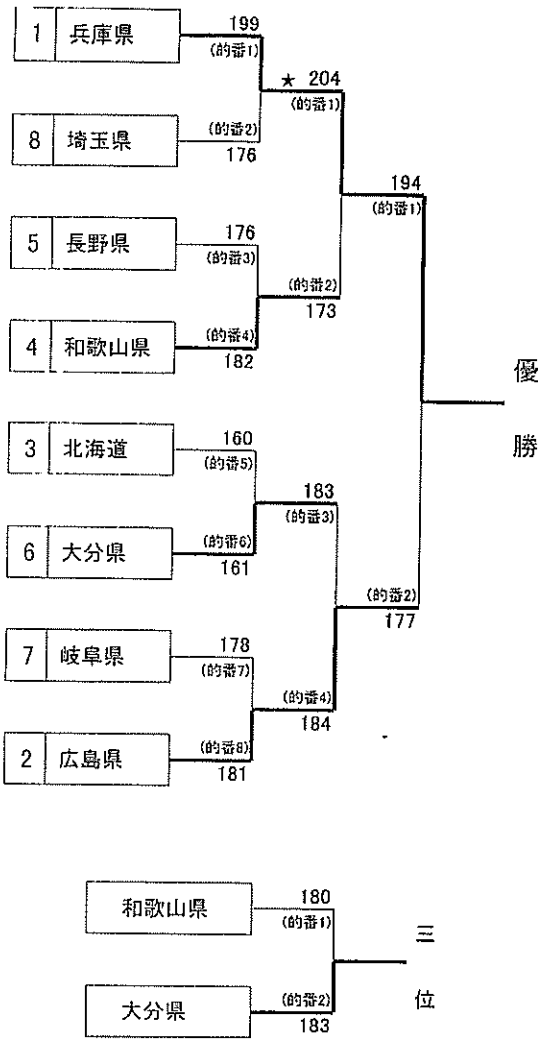 1 兵庫県 199
(的番1)
★ 204
(的番1)
8 埼玉県 (的番2)
176
194
(的番1)
5 長野県 176
(的番3)
(的番2)
173
4 和歌山県 (的番4)
182
優
勝
3 北海道 160
(的番5)
183
(的番3)
6 大分県 (的番6)
161
(的番2)
177
7 岐阜県 178
(的番7)
(的番4)
184
2 広島県 (的番8)
181
和歌山県 180
(的番1)
三
位
大分県 (的番2)
183